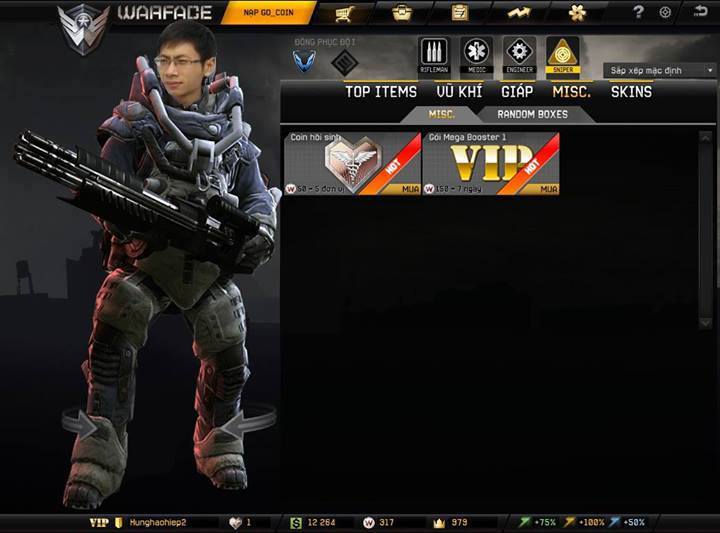 WARFACE
NẠP GD_COIN
ĐỒNG PHỤC ĐỘI
RIFLEMAN
MEDIC
ENGINEER
SNIPER
Sắp xếp mặc định
TOP ITEMS
VŨ KHÍ
GIÁP
MISC.
SKINS
MISC.
RANDOM BOXES
Coin hồi sinh
HOT
W 50 - 5 đơn vị
MUA
Gói Mega Booster 1
VIP
HOT
W 150 - 7 ngày
MUA
VIP
Hunghaohiep2
1
$ 12 264
W 317
979
+75%
+100%
+50%